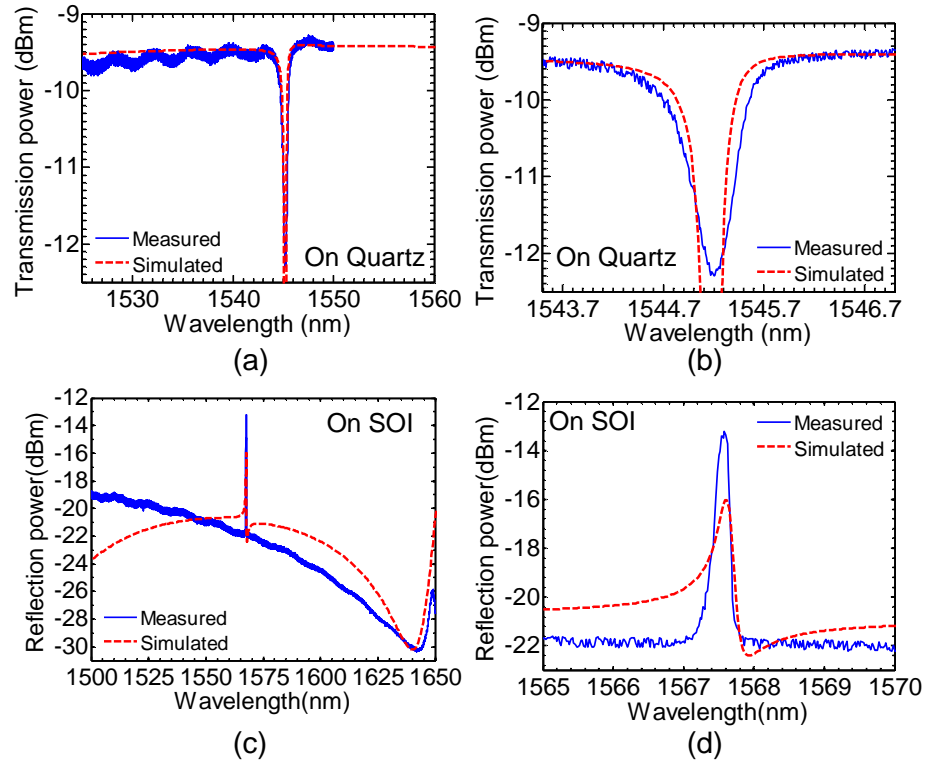 -9
-10
-11
-12
Transmission power (dBm)
Measured
Simulated
On Quartz
1530 1540 1550 1560
Wavelength (nm)
(a)
-9
-10
-11
-12
Transmission power (dBm)
On Quartz
Measured
Simulated
1543.7 1544.7 1545.7 1546.7
Wavelength (nm)
(b)
-12
-14
-16
-18
-20
-22
-24
-26
-28
-30
Reflection power(dBm)
On SOI
Measured
Simulated
1500 1525 1550 1575 1600 1625 1650
Wavelength(nm)
(c)
-12
-14
-16
-18
-20
-22
-23
Reflection power(dBm)
On SOI
Measured
Simulated
1565 1566 1567 1568 1569 1570
Wavelength(nm)
(d)